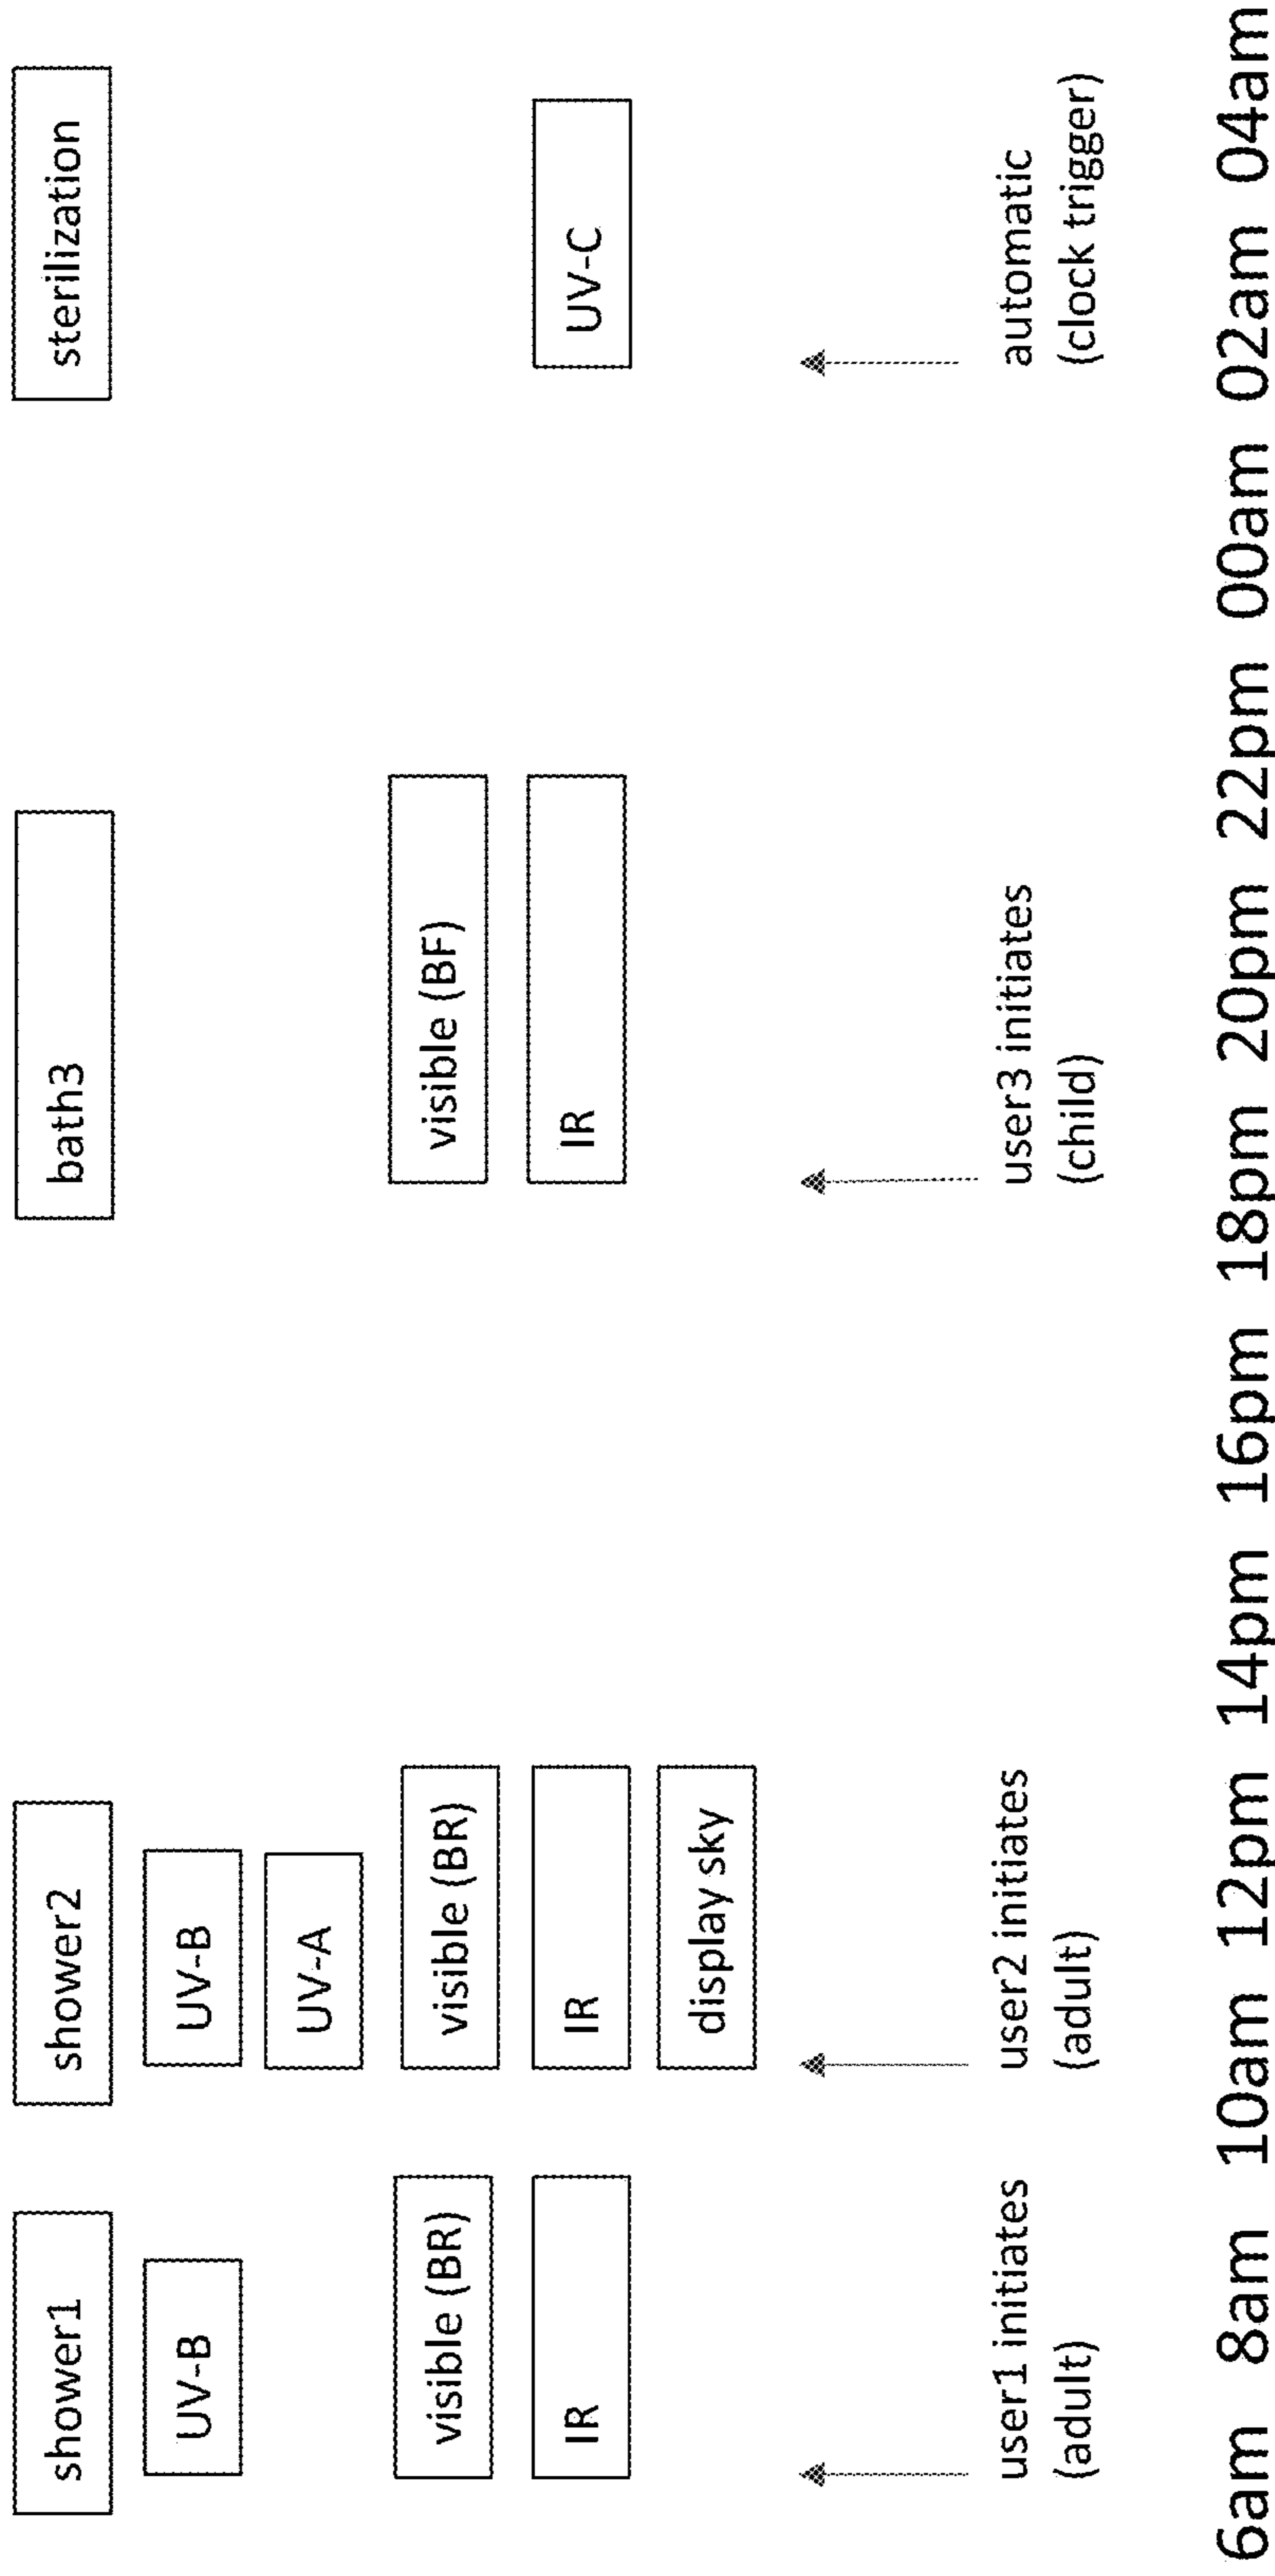 shower1
shower2
bath3
sterilization
UV-B
UV-B
UV-A
visible (BR)
visible (BR)
visible (BF)
IR
IR
IR
UV-C
display sky
user1 initiates
(adult)
user2 initiates
(adult)
user3 initiates
(child)
automatic
(clock trigger)
6am 8am 10am 12pm 14pm 16pm 18pm 20pm 22pm 00am 02am 04am